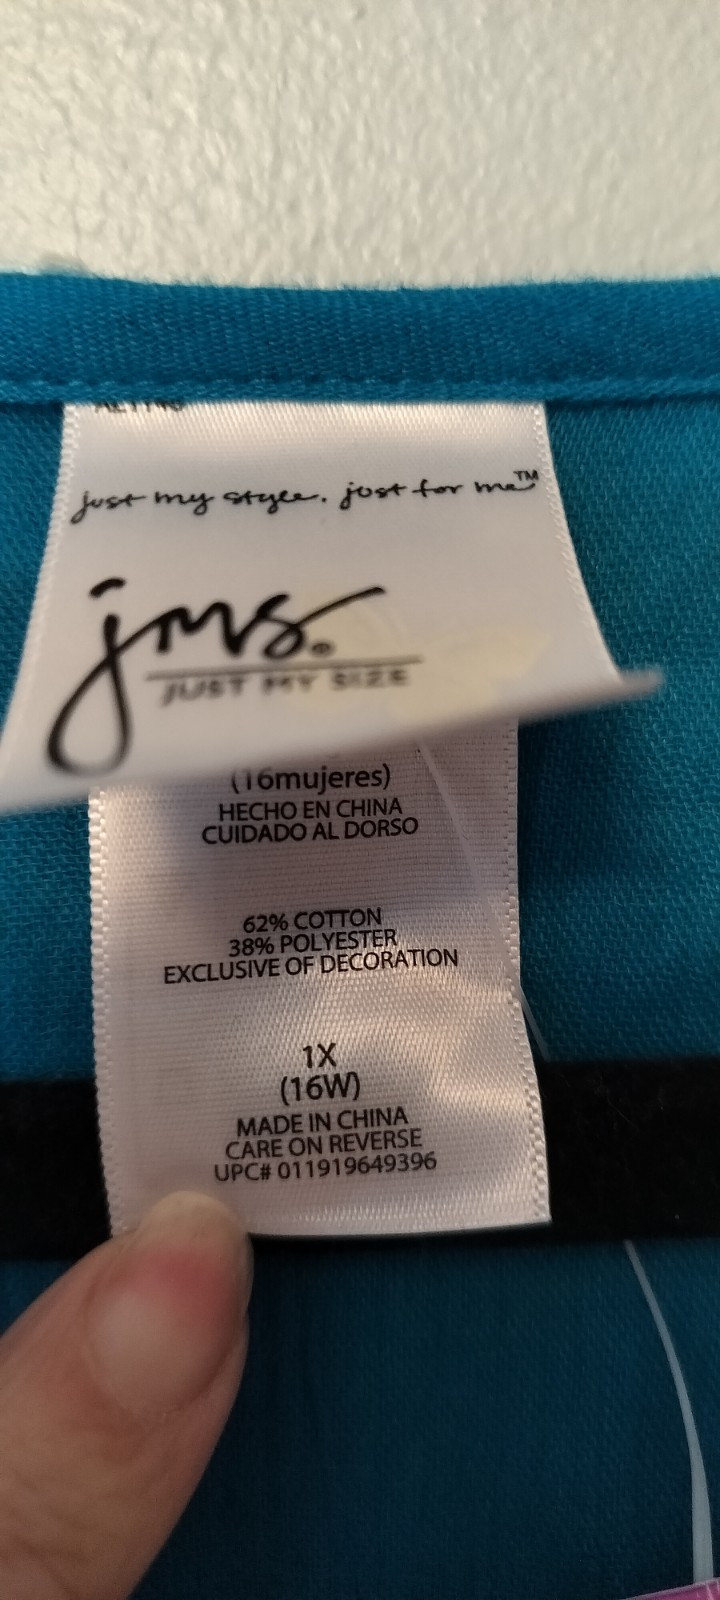 just my style. just for me™
jms®
JUST MY SIZE
(16mujeres)
HECHO EN CHINA
CUIDADO AL DORSO
62% COTTON
38% POLYESTER
EXCLUSIVE OF DECORATION
1X
(16W)
MADE IN CHINA
CARE ON REVERSE
UPC# 011919649396